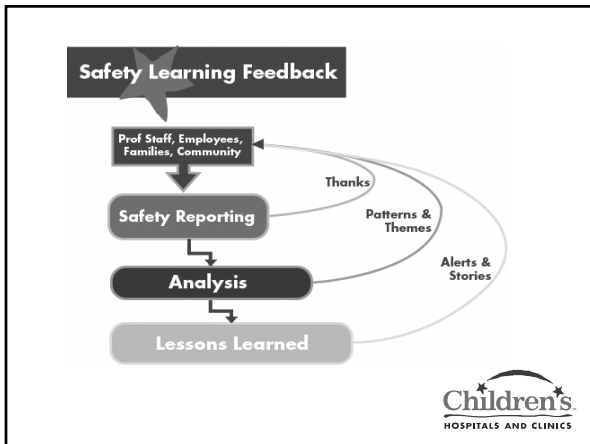 Safety Learning Feedback
Prof Staff, Employees,
Families, Community
Thanks
Safety Reporting
Patterns &
Themes
Alerts &
Stories
Analysis
Lessons Learned
Children's
HOSPITALS AND CLINICS